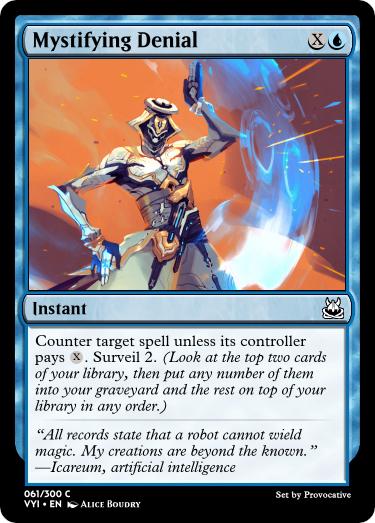 Mystifying Denial X
Instant
Counter target spell unless its controller
pays X. Surveil 2. (Look at the top two cards
of your library, then put any number of them
into your graveyard and the rest on top of your
library in any order.)
“All records state that a robot cannot wield
magic. My creations are beyond the known.”
—Icareum, artificial intelligence
061/300 C
VYI • EN Alice Boudry
Set by Provocative